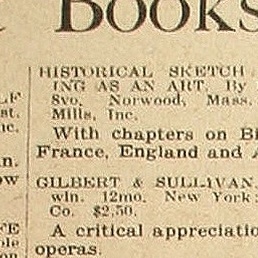 Books
HISTORICAL SKETCH
ING AS AN ART. By
8vo. Norwood, Mass.
Mills, Inc.
With chapters on
France, England and
GILBERT & SULLIVAN.
win. 12mo. New York:
Co. $2.50.
A critical appreciatio
operas.